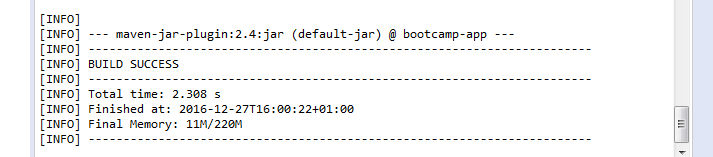 [INFO]
[INFO] --- maven-jar-plugin:2.4:jar (default-jar) @ bootcamp-app ---
[INFO] ------------------------------------------------------------------------
[INFO] BUILD SUCCESS
[INFO] ------------------------------------------------------------------------
[INFO] Total time: 2.308 s
[INFO] Finished at: 2016-12-27T16:00:22+01:00
[INFO] Final Memory: 11M/220M
[INFO] ------------------------------------------------------------------------